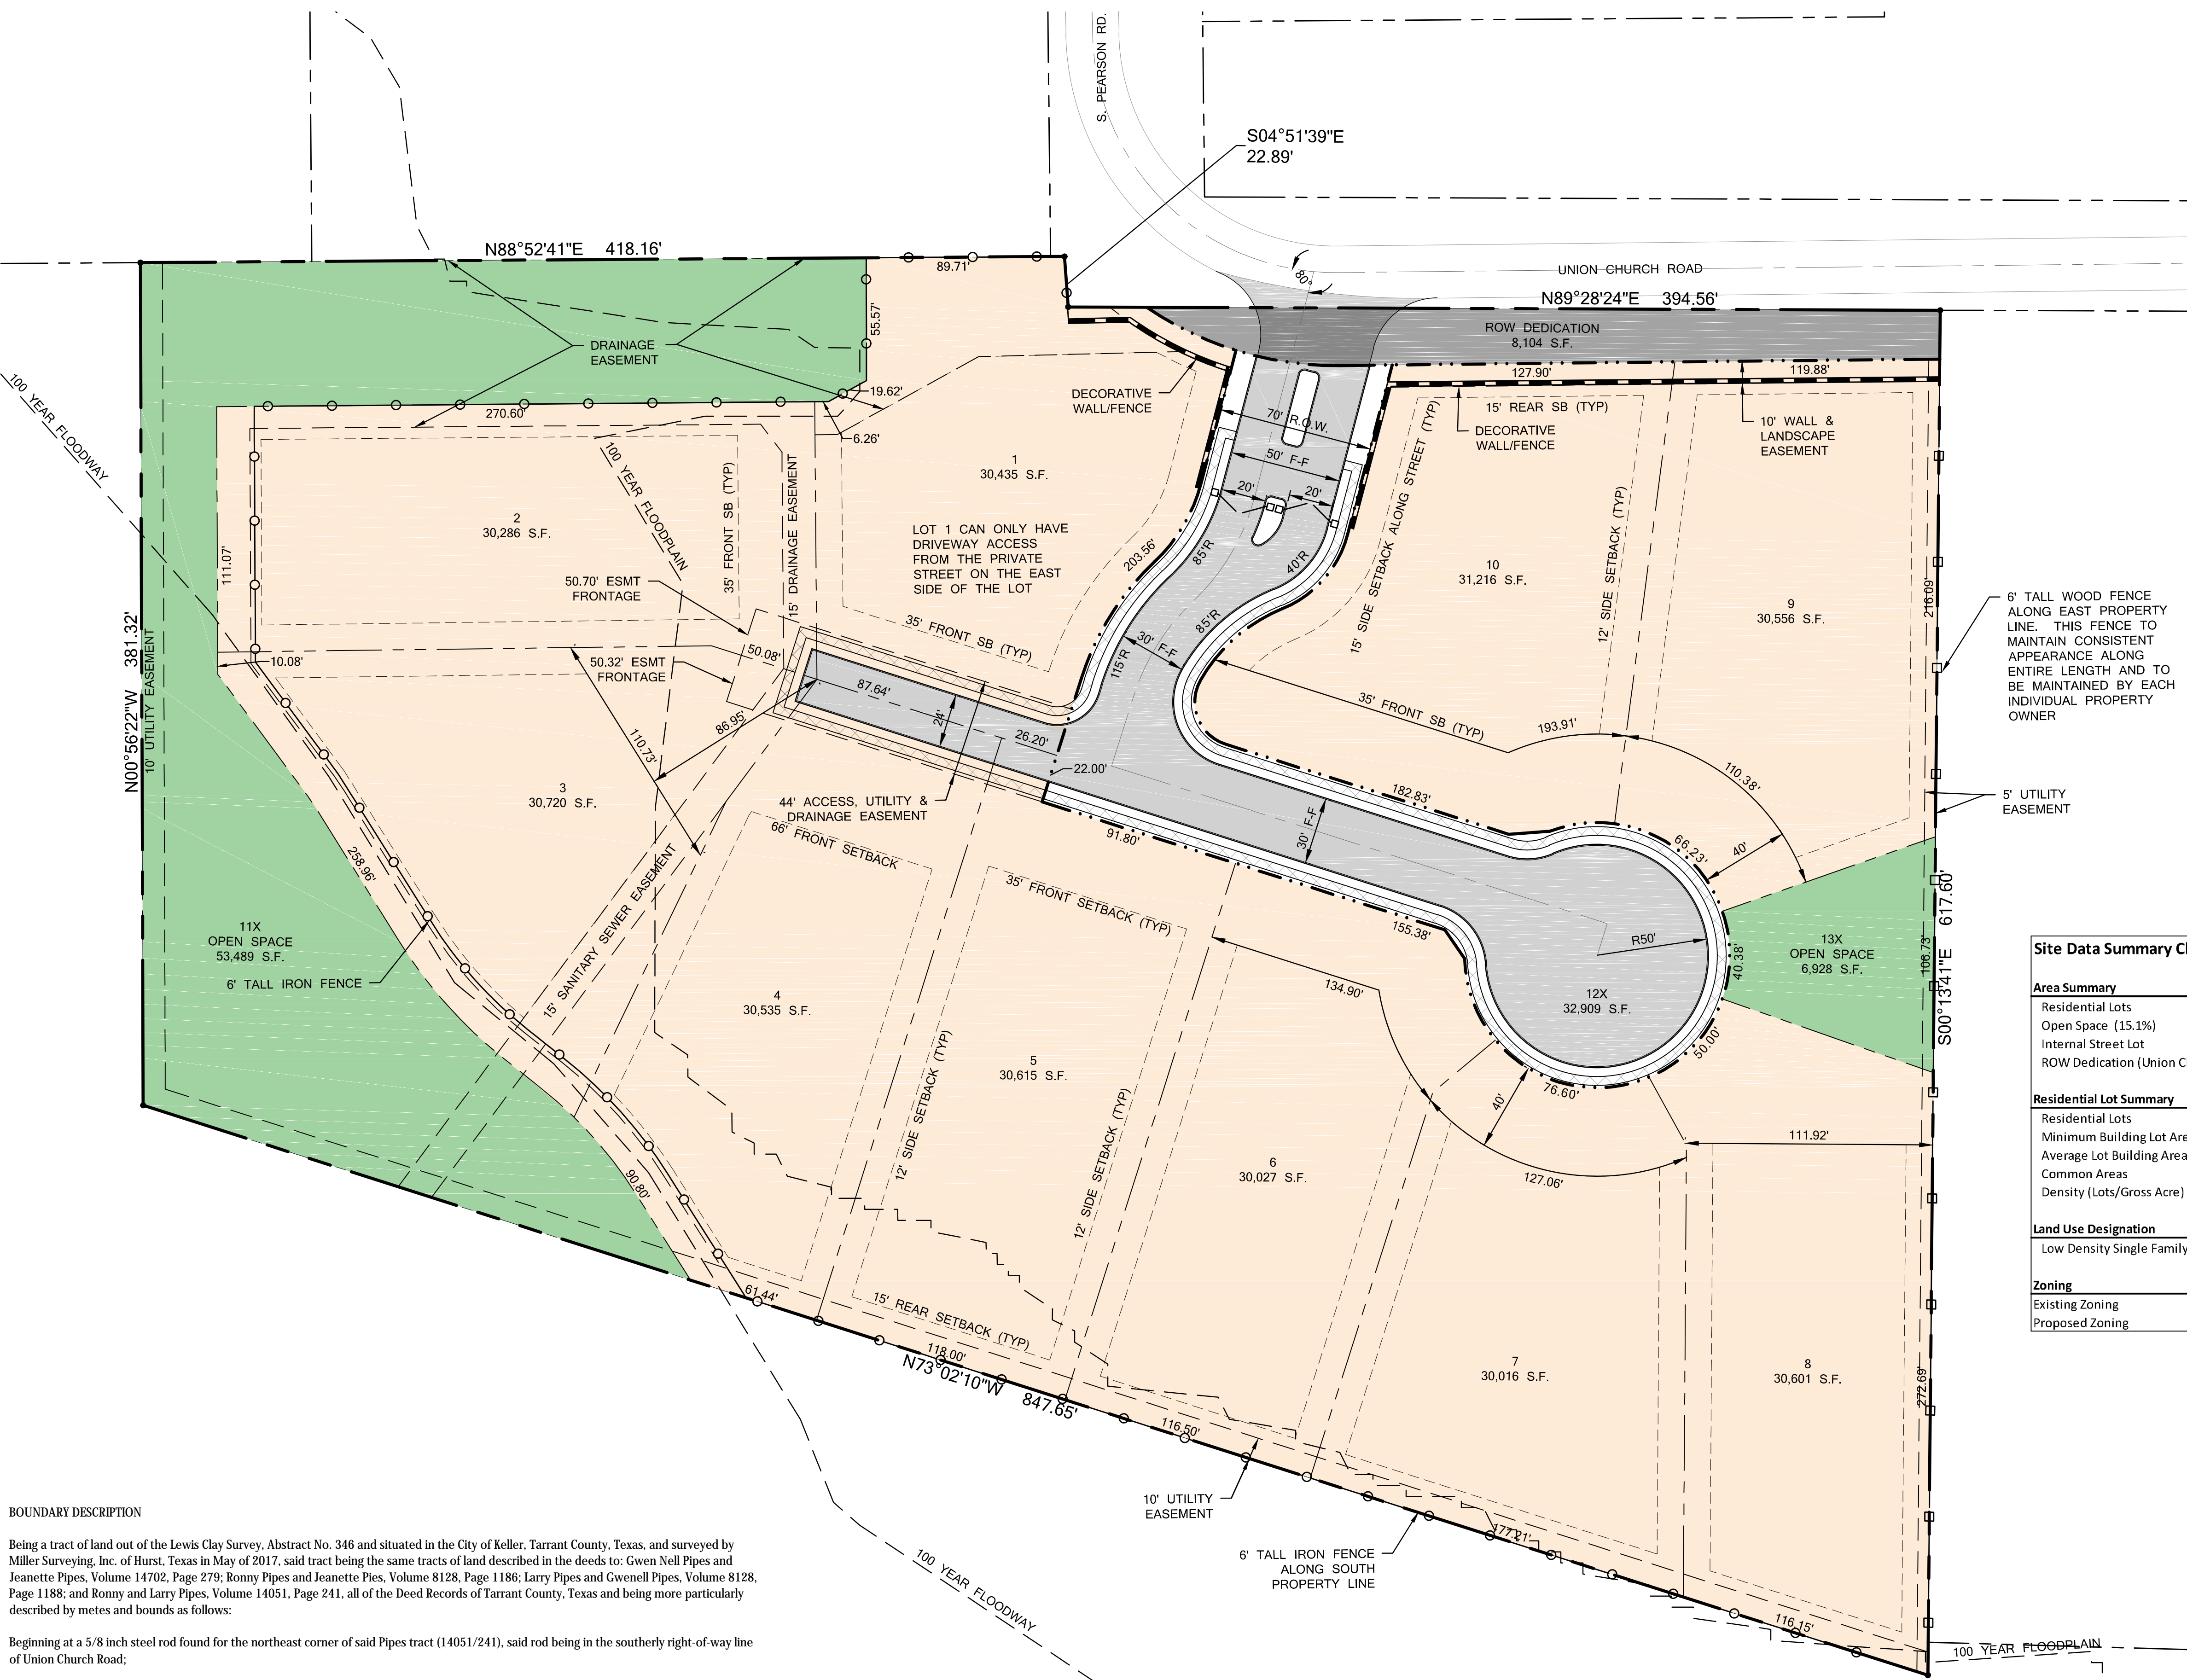 S. PEARSON RD.
S04°51'39"E
22.89'
N88°52'41"E 418.16'
89.71'
80°
UNION CHURCH ROAD
N89°28'24"E 394.56'
ROW DEDICATION
8,104 S.F.
55.57'
DRAINAGE
EASEMENT
127.90'
119.88'
100 YEAR FLOODWAY
19.62'
DECORATIVE
WALL/FENCE
270.60'
6.26'
15' REAR SB (TYP)
70' R.O.W.
DECORATIVE
WALL/FENCE
10' WALL &
LANDSCAPE
EASEMENT
100 YEAR FLOODPLAIN
35' FRONT SB (TYP)
15' DRAINAGE EASEMENT
1
30,435 S.F.
50' F-F
20'
20'
15' SIDE SETBACK ALONG STREET (TYP)
12' SIDE SETBACK (TYP)
2
30,286 S.F.
LOT 1 CAN ONLY HAVE
DRIVEWAY ACCESS
FROM THE PRIVATE
STREET ON THE EAST
SIDE OF THE LOT
203.56'
85'R
40'R
10
31,216 S.F.
9
30,556 S.F.
216.09'
6' TALL WOOD FENCE
ALONG EAST PROPERTY
LINE. THIS FENCE TO
MAINTAIN CONSISTENT
APPEARANCE ALONG
ENTIRE LENGTH AND TO
BE MAINTAINED BY EACH
INDIVIDUAL PROPERTY
OWNER
111.07'
50.70' ESMT
FRONTAGE
35' FRONT SB (TYP)
85'R
30' F-F
115'R
N00°56'22"W 381.32'
10' UTILITY EASEMENT
10.08'
50.08'
50.32' ESMT
FRONTAGE
87.64'
24'
86.95'
110.73'
26.20'
22.00'
35' FRONT SB (TYP)
193.91'
110.38'
3
30,720 S.F.
44' ACCESS, UTILITY &
DRAINAGE EASEMENT
182.83'
30' F-F
5' UTILITY
EASEMENT
66' FRONT SETBACK
91.80'
66.23'
40'
258.96'
35' FRONT SETBACK (TYP)
155.38'
R50'
40.38'
13X
OPEN SPACE
6,928 S.F.
106.73'
S00°13'41"E 617.60'
11X
OPEN SPACE
53,489 S.F.
6' TALL IRON FENCE
15' SANITARY SEWER EASEMENT
4
30,535 S.F.
134.90'
12X
32,909 S.F.
50.00'
Site Data Summary
Area Summary
Residential Lots
Open Space (15.1%)
Internal Street Lot
ROW Dedication (Union
Residential Lot Summary
Residential Lots
Minimum Building Lot
Average Lot Building Area
Common Areas
Density (Lots/Gross Acre)
Land Use Designation
Low Density Single Family
Zoning
Existing Zoning
Proposed Zoning
5
30,615 S.F.
12' SIDE SETBACK (TYP)
12' SIDE SETBACK (TYP)
76.60'
40'
111.92'
127.06'
6
30,027 S.F.
90.80'
61.44'
15' REAR SETBACK (TYP)
118.00'
N73°02'10"W 847.65'
116.50'
7
30,016 S.F.
8
30,601 S.F.
272.69'
10' UTILITY
EASEMENT
6' TALL IRON FENCE
ALONG SOUTH
PROPERTY LINE
177.21'
116.15'
100 YEAR FLOODWAY
100 YEAR FLOODPLAIN
BOUNDARY DESCRIPTION
Being a tract of land out of the Lewis Clay Survey, Abstract No. 346 and situated in the City of Keller, Tarrant County, Texas, and surveyed by
Miller Surveying, Inc. of Hurst, Texas in May of 2017, said tract being the same tracts of land described in the deeds to: Gwen Nell Pipes and
Jeanette Pipes, Volume 14702, Page 279; Ronny Pipes and Jeanette Pies, Volume 8128, Page 1186; Larry Pipes and Gwenell Pipes, Volume 8128,
Page 1188; and Ronny and Larry Pipes, Volume 14051, Page 241, all of the Deed Records of Tarrant County, Texas and being more particularly
described by metes and bounds as follows:
Beginning at a 5/8 inch steel rod found for the northeast corner of said Pipes tract (14051/241), said rod being in the southerly right-of-way line
of Union Church Road;